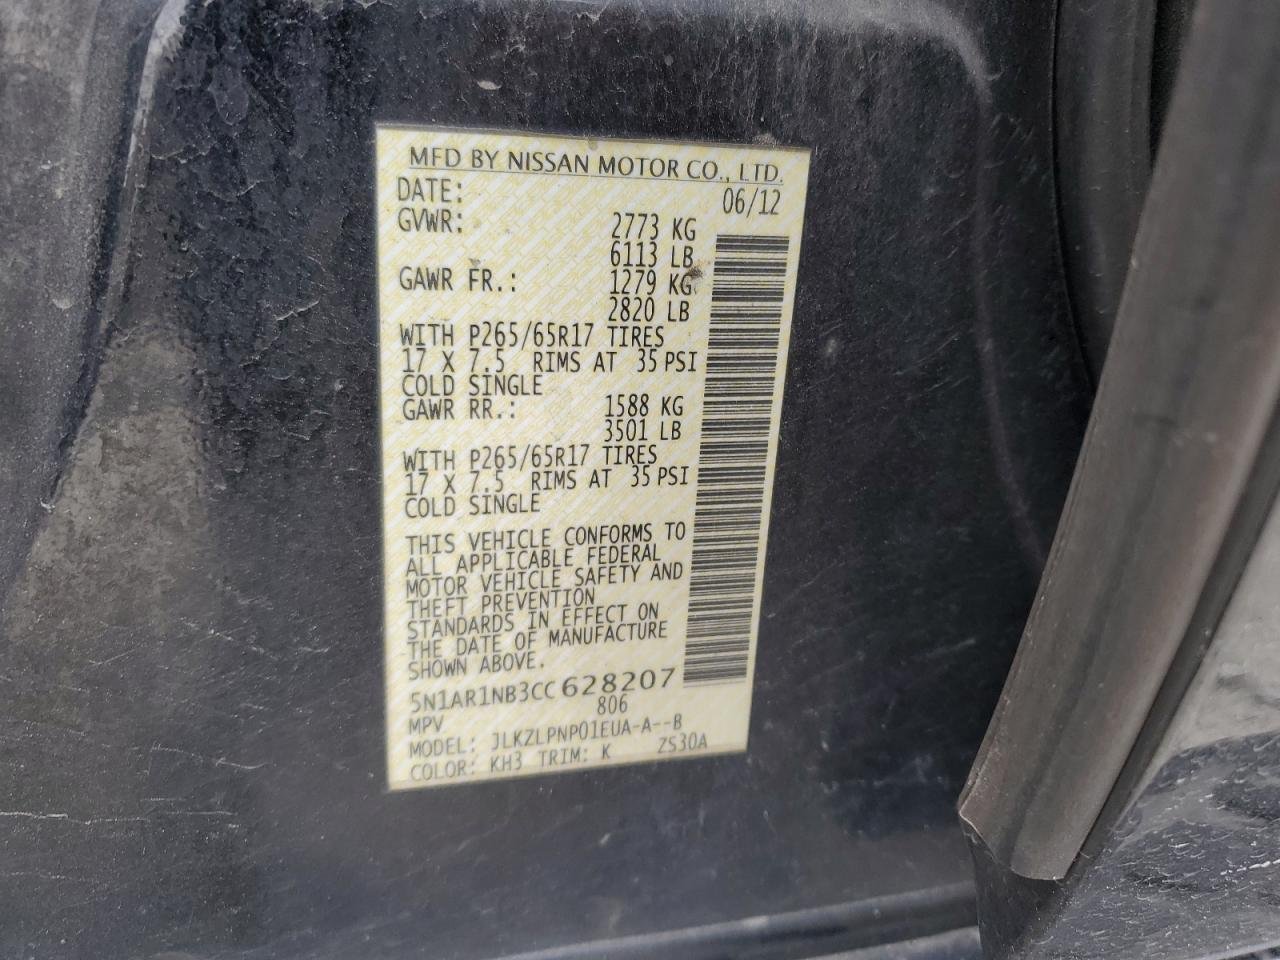 MFD BY NISSAN MOTOR CO., LTD.
DATE: 06/12
GVWR: 2773 KG
6113 LB
GAWR FR.: 1279 KG
2820 LB
WITH P265/65R17 TIRES
17 X 7.5 RIMS AT 35 PSI
COLD SINGLE
GAWR RR.: 1588 KG
3501 LB
WITH P265/65R17 TIRES
17 X 7.5 RIMS AT 35 PSI
COLD SINGLE
THIS VEHICLE CONFORMS TO
ALL APPLICABLE FEDERAL
MOTOR VEHICLE SAFETY AND
THEFT PREVENTION
STANDARDS IN EFFECT ON
THE DATE OF MANUFACTURE
SHOWN ABOVE.
5N1AR1NB3CC628207
806
MPV
MODEL: JLKZLPNP01EUA-A--B
COLOR: KH3 TRIM: K ZS30A